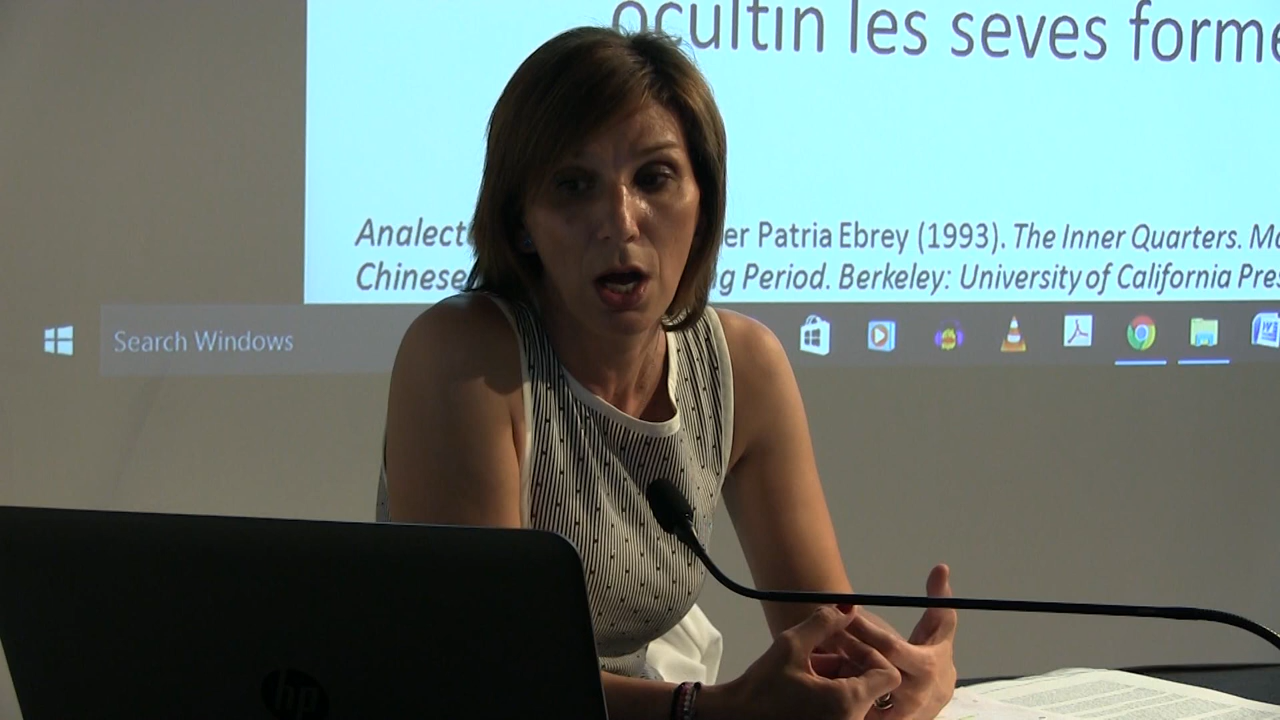 ocultin les seves forme
Analect er Patria Ebrey (1993). The Inner Quarters. Ma
Chinese g Period. Berkeley: University of California Pres
Search Windows
hp